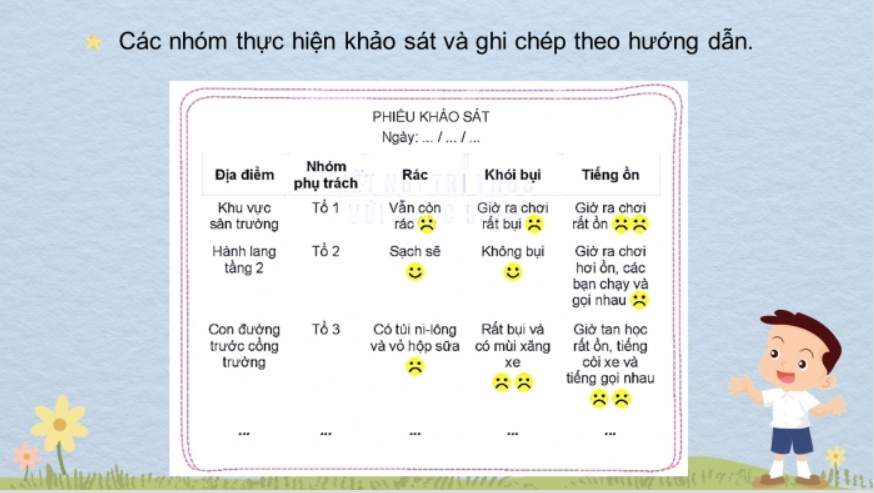 Các nhóm thực hiện khảo sát và ghi chép theo hướng dẫn.
PHIẾU KHẢO SÁT
Ngày: ... / ... / ...
Địa điểm
Nhóm phụ trách
Rác
Khói bụi
Tiếng ồn
Khu vực sân trường
Tổ 1
Vẫn còn rác
Giờ ra chơi rất bụi
Giờ ra chơi rất ồn
Hành lang tầng 2
Tổ 2
Sạch sẽ
Không bụi
Giờ ra chơi hơi ồn, các bạn chạy và gọi nhau
Con đường trước cổng trường
Tổ 3
Có túi ni-lông và vỏ hộp sữa
Rất bụi và có mùi xăng xe
Giờ tan học rất ồn, tiếng còi xe và tiếng gọi nhau
... ... ... ... ...